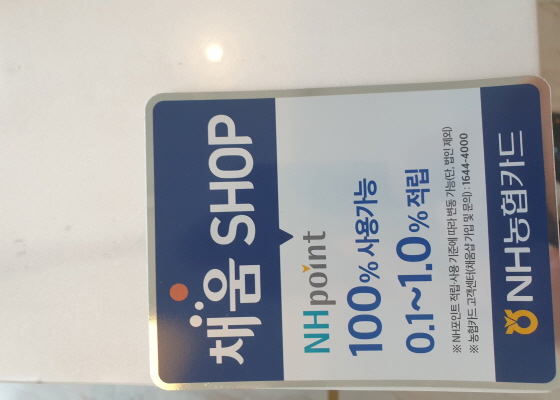 채움 SHOP
NHpoint
100% 사용가능
0.1~1.0% 적립
※ NH포인트 적립·사용 기준에 따라 변동 가능(단, 법인 제외)
※ 농협카드 고객센터(채움샵 가입 및 문의) : 1644-4000
NH농협카드